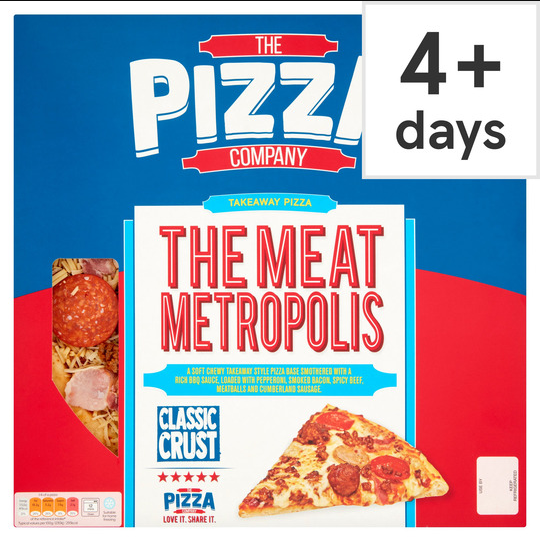 THE
PIZZA
COMPANY
4+
days
TAKEAWAY PIZZA
THE MEAT
METROPOLIS
A SOFT CHEWY TAKEAWAY STYLE PIZZA BASE SMOTHERED WITH A
RICH BBQ SAUCE, LOADED WITH PEPPERONI, SMOKED BACON, SPICY BEEF,
MEATBALLS AND CUMBERLAND SAUSAGE.
CLASSIC
CRUST
THE
PIZZA
COMPANY
LOVE IT. SHARE IT.
USE BY
KEEP
REFRIGERATED